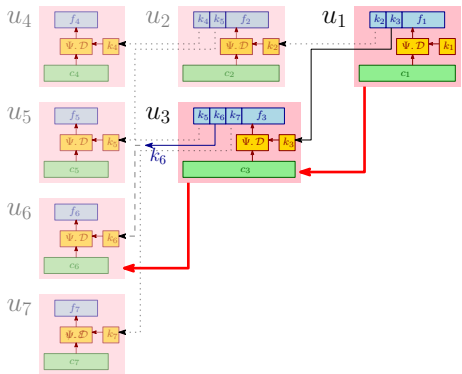 u₄ f₄ u₂ k₄ k₅ f₂ u₁ k₂ k₃ f₁
Ψ.𝒟 k₄ Ψ.𝒟 k₂ Ψ.𝒟 k₁
c₄ c₂ c₁
u₅ f₅ u₃ k₅ k₆ k₇ f₃
Ψ.𝒟 k₅ Ψ.𝒟 k₃
k₆
c₅ c₃
u₆ f₆
Ψ.𝒟 k₆
c₆
u₇ f₇
Ψ.𝒟 k₇
c₇